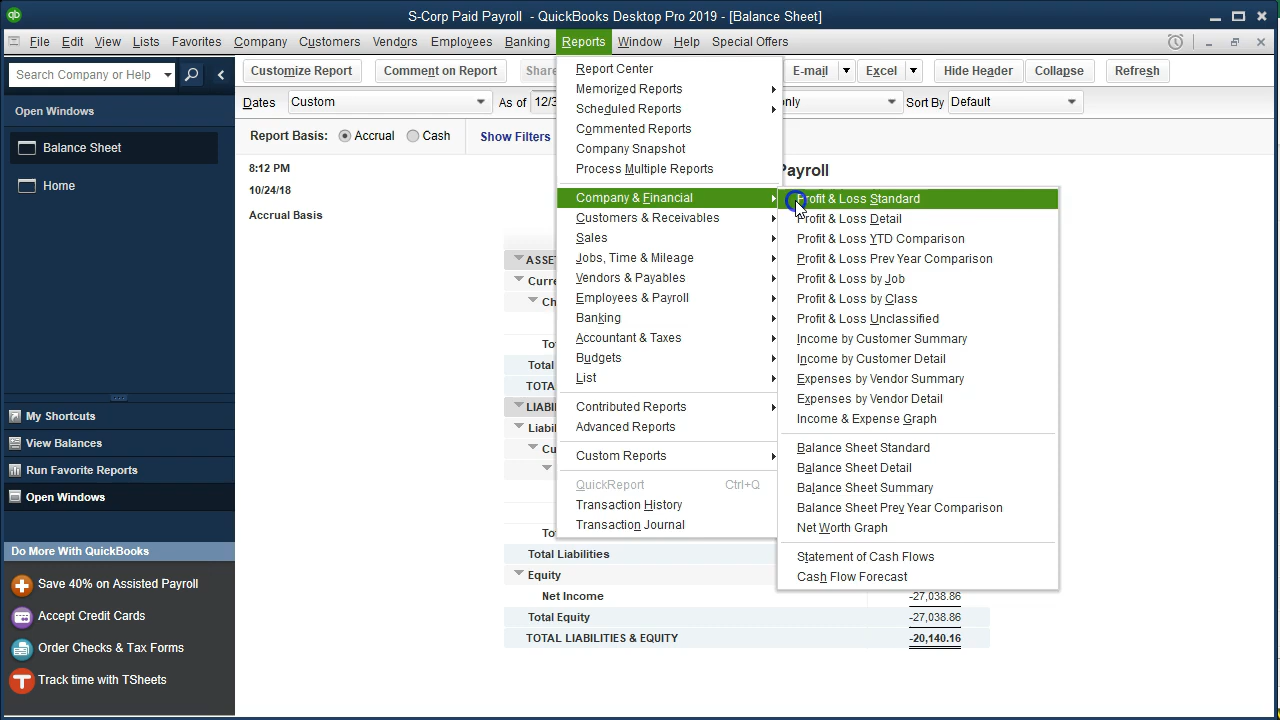 S-Corp Paid Payroll - QuickBooks Desktop Pro 2019 - [Balance Sheet]
File Edit View Lists Favorites Company Customers Vendors Employees Banking Reports Window Help Special Offers
Search Company or Help
Customize Report Comment on Report Share E-mail Excel Hide Header Collapse Refresh
Dates Custom As of 12/3 Sort By Default
Report Basis: Accrual Cash Show Filters
8:12 PM
10/24/18
Accrual Basis
Open Windows
Balance Sheet
Home
My Shortcuts
View Balances
Run Favorite Reports
Open Windows
Do More With QuickBooks
Save 40% on Assisted Payroll
Accept Credit Cards
Order Checks & Tax Forms
Track time with TSheets
Report Center
Memorized Reports
Scheduled Reports
Commented Reports
Company Snapshot
Process Multiple Reports
Company & Financial
Customers & Receivables
Sales
Jobs, Time & Mileage
Vendors & Payables
Employees & Payroll
Banking
Accountant & Taxes
Budgets
List
Contributed Reports
Advanced Reports
Custom Reports
QuickReport Ctrl+Q
Transaction History
Transaction Journal
Profit & Loss Standard
Profit & Loss Detail
Profit & Loss YTD Comparison
Profit & Loss Prev Year Comparison
Profit & Loss by Job
Profit & Loss by Class
Profit & Loss Unclassified
Income by Customer Summary
Income by Customer Detail
Expenses by Vendor Summary
Expenses by Vendor Detail
Income & Expense Graph
Balance Sheet Standard
Balance Sheet Detail
Balance Sheet Summary
Balance Sheet Prev Year Comparison
Net Worth Graph
Statement of Cash Flows
Cash Flow Forecast
Payroll
Total
Total Liabilities
Equity
Net Income -27,038.86
Total Equity -27,038.86
TOTAL LIABILITIES & EQUITY -20,140.16